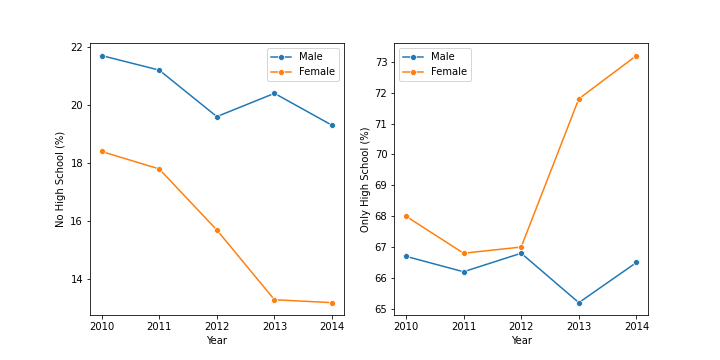 No High School (%)
22
20
18
16
14
Male
Female
2010 2011 2012 2013 2014
Year
Only High School (%)
73
72
71
70
69
68
67
66
65
Male
Female
2010 2011 2012 2013 2014
Year